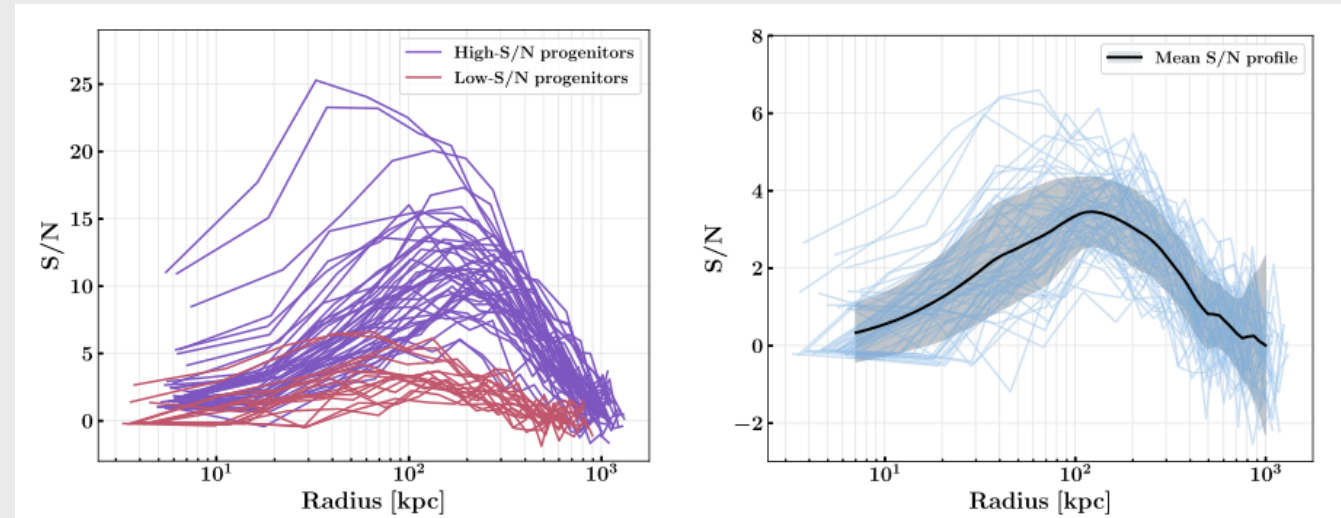 High-S/N progenitors
Low-S/N progenitors
25
20
15
10
5
0
S/N
10¹
10²
10³
Radius [kpc]
Mean S/N profile
8
6
4
2
0
−2
S/N
10¹
10²
10³
Radius [kpc]